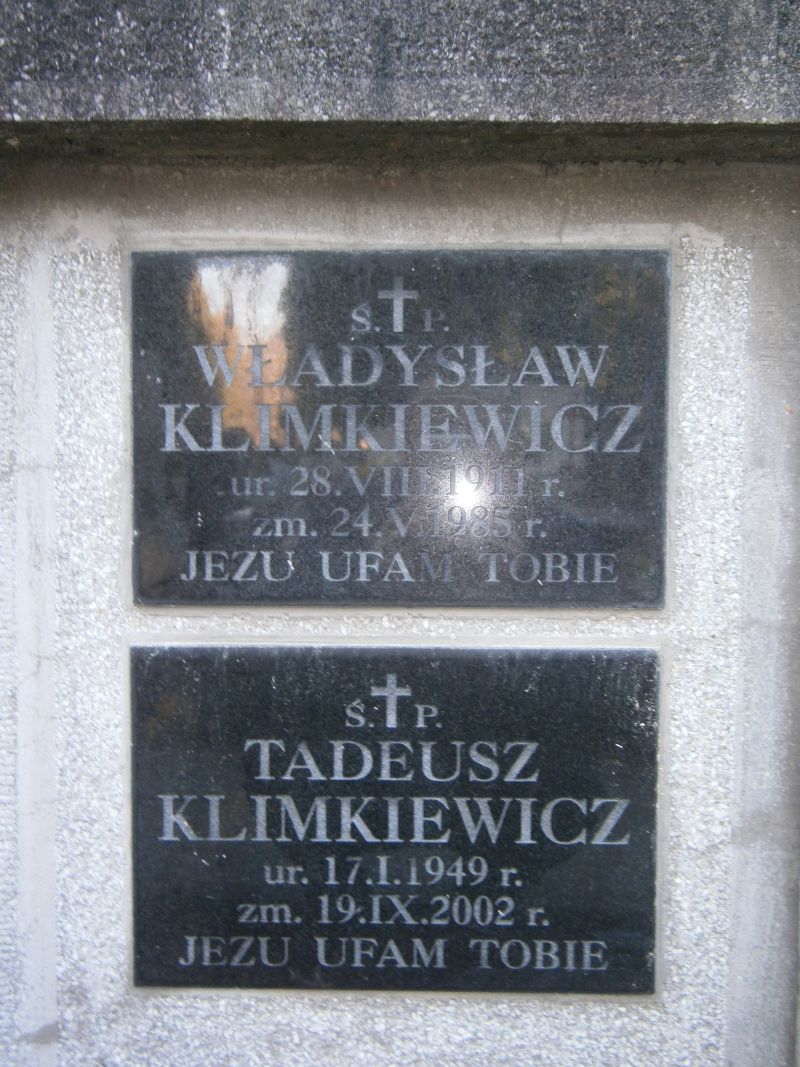 Ś. P.
WŁADYSŁAW
KLIMKIEWICZ
ur. 28.VIII.1911 r.
zm. 24.V.1985 r.
JEZU UFAM TOBIE
Ś. P.
TADEUSZ
KLIMKIEWICZ
ur. 17.I.1949 r.
zm. 19.IX.2002 r.
JEZU UFAM TOBIE